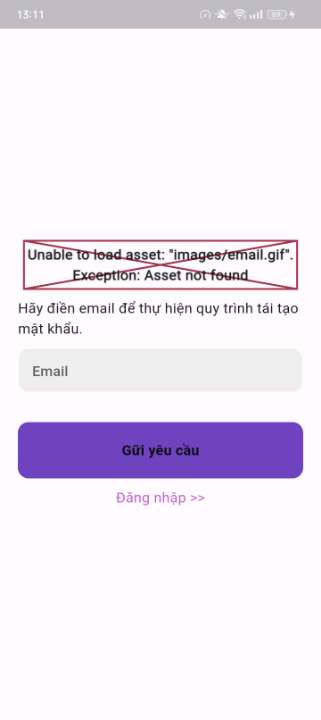 13:11
Unable to load asset: "images/email.gif".
Exception: Asset not found
Hãy điền email để thự hiện quy trình tái tạo
mật khẩu.
Email
Gữi yêu cầu
Đăng nhập >>